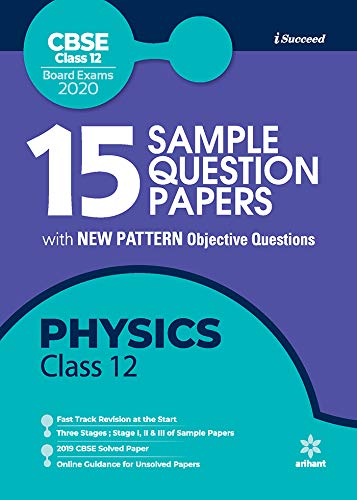 CBSE
Class 12
Board Exams
2020
i Succeed
15 SAMPLE
QUESTION
PAPERS
with NEW PATTERN Objective Questions
PHYSICS
Class 12
Fast Track Revision at the Start
Three Stages ; Stage I, II & III of Sample Papers
2019 CBSE Solved Paper
Online Guidance for Unsolved Papers
arihant